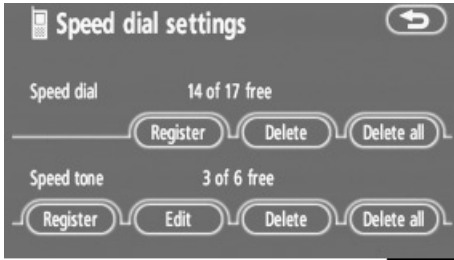 Speed dial settings
Speed dial 14 of 17 free
Register Delete Delete all
Speed tone 3 of 6 free
Register Edit Delete Delete all